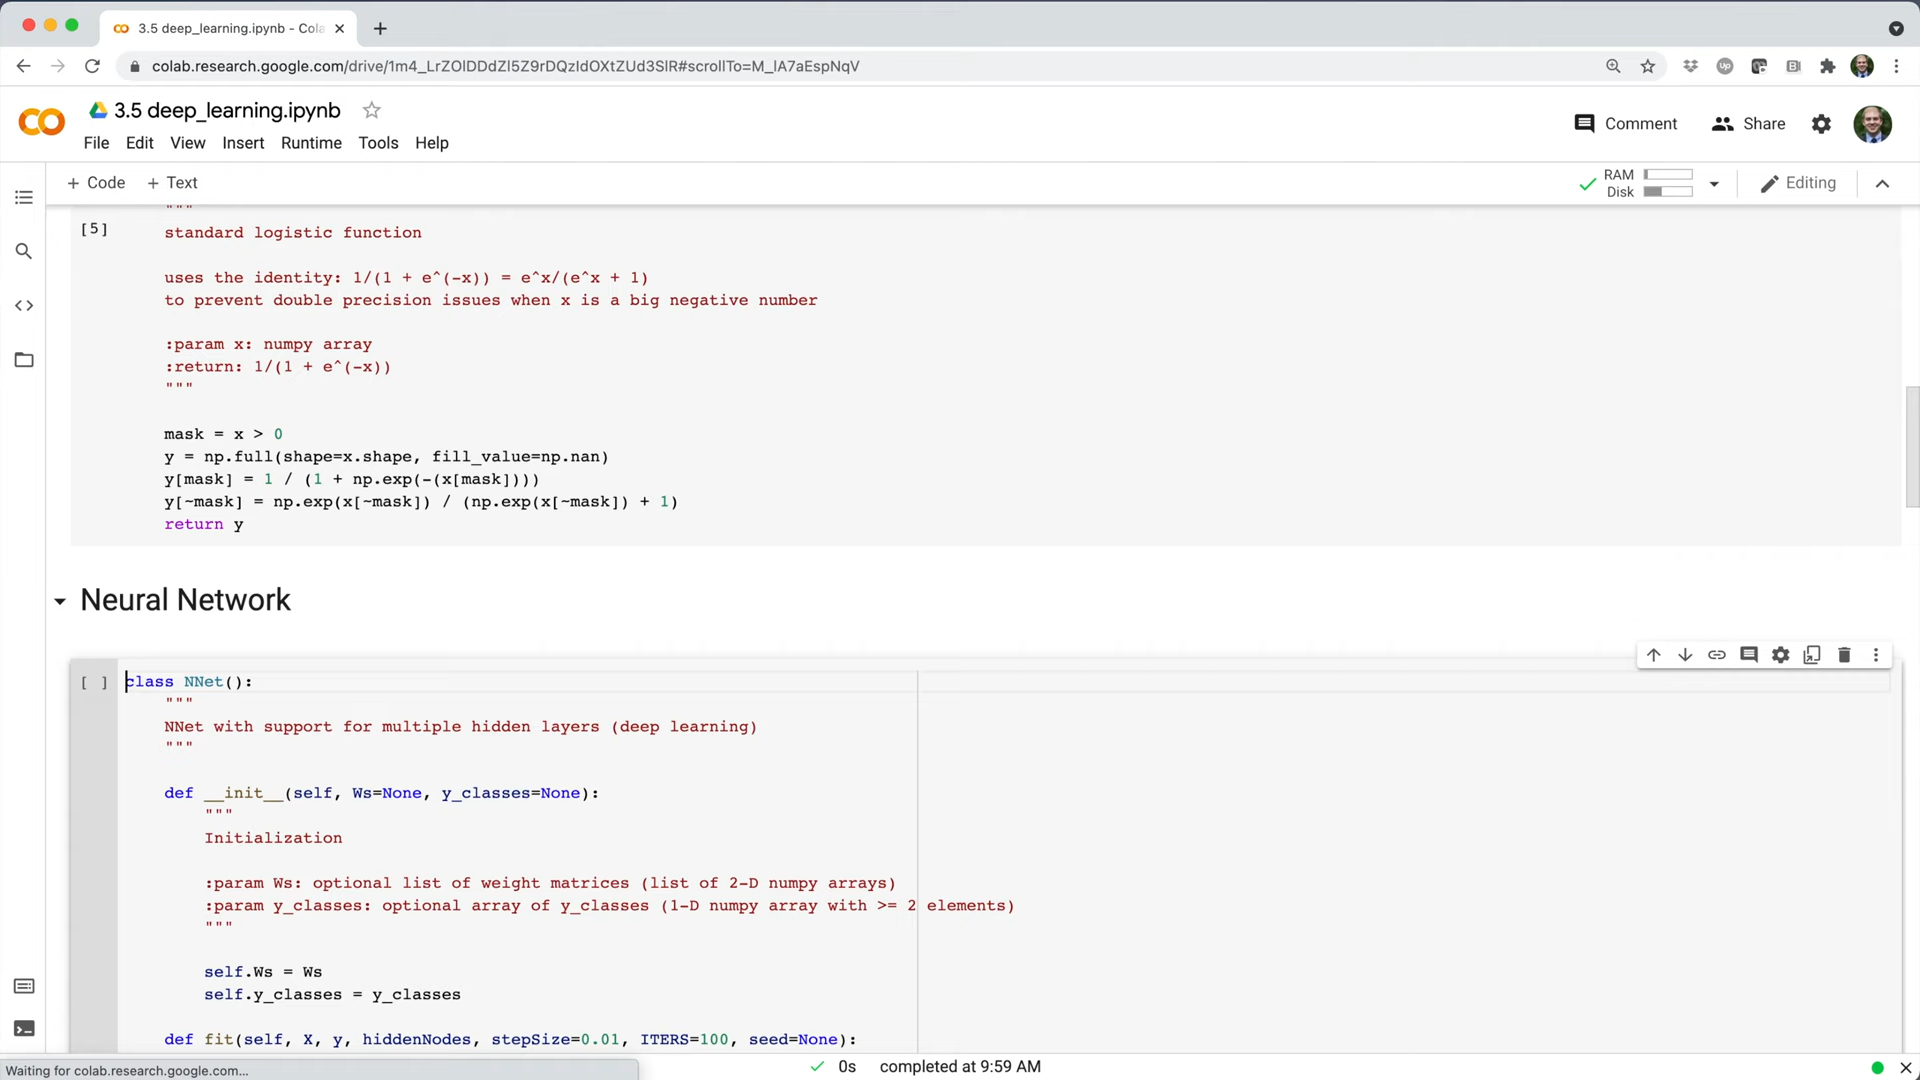 3.5 deep_learning.ipynb - Cola
colab.research.google.com/drive/1m4_LrZOlDDdZl5Z9rDQzIdOXtZUd3SlR#scrollTo=M_lA7aEspNqV
3.5 deep_learning.ipynb
File Edit View Insert Runtime Tools Help
Comment
Share
+ Code + Text
RAM
Disk
Editing
"""
[5]
standard logistic function
uses the identity: 1/(1 + e^(-x)) = e^x/(e^x + 1)
to prevent double precision issues when x is a big negative number
:param x: numpy array
:return: 1/(1 + e^(-x))
"""
mask = x > 0
y = np.full(shape=x.shape, fill_value=np.nan)
y[mask] = 1 / (1 + np.exp(-(x[mask])))
y[~mask] = np.exp(x[~mask]) / (np.exp(x[~mask]) + 1)
return y
Neural Network
[ ] class NNet():
"""
NNet with support for multiple hidden layers (deep learning)
"""
def __init__(self, Ws=None, y_classes=None):
"""
Initialization
:param Ws: optional list of weight matrices (list of 2-D numpy arrays)
:param y_classes: optional array of y_classes (1-D numpy array with >= 2 elements)
"""
self.Ws = Ws
self.y_classes = y_classes
def fit(self, X, y, hiddenNodes, stepSize=0.01, ITERS=100, seed=None):
Waiting for colab.research.google.com...
0s completed at 9:59 AM